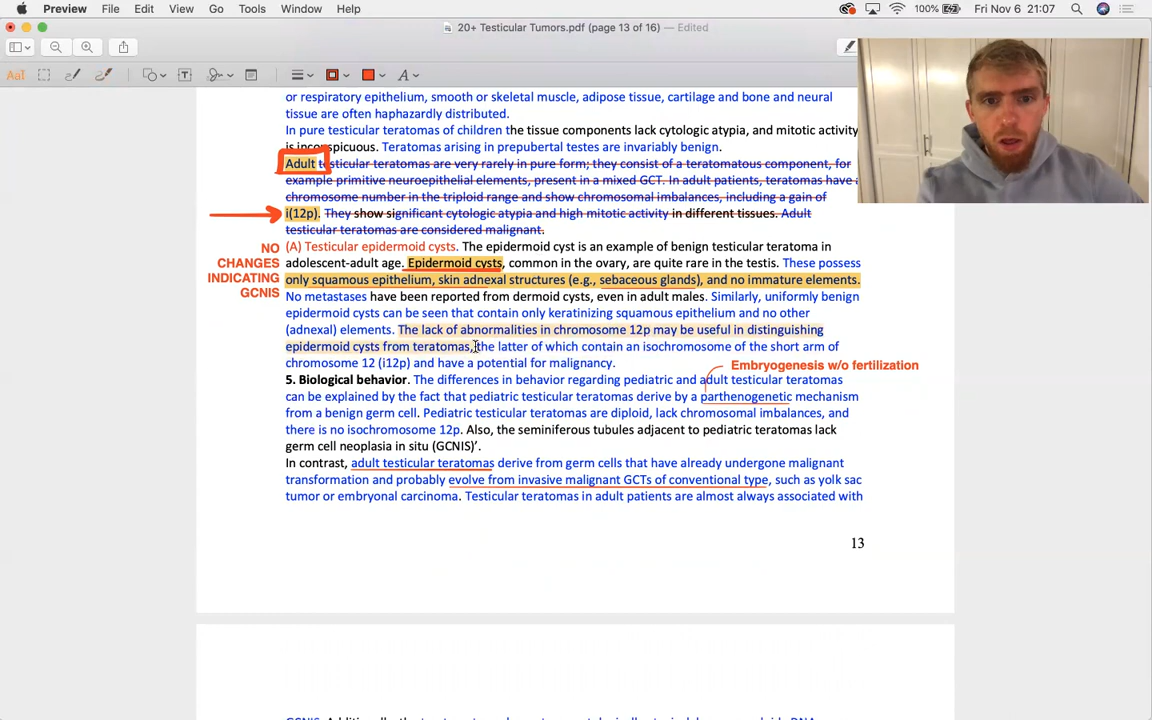 Preview File Edit View Go Tools Window Help 100% Fri Nov 6 21:07
20+ Testicular Tumors.pdf (page 13 of 16) — Edited
or respiratory epithelium, smooth or skeletal muscle, adipose tissue, cartilage and bone and neural
tissue are often haphazardly distributed.
In pure testicular teratomas of children the tissue components lack cytologic atypia, and mitotic activity
is inconspicuous. Teratomas arising in prepubertal testes are invariably benign.
Adult testicular teratomas are very rarely in pure form; they consist of a teratomatous component, for
example primitive neuroepithelial elements, present in a mixed GCT. In adult patients, teratomas have a
chromosome number in the triploid range and show chromosomal imbalances, including a gain of
i(12p). They show significant cytologic atypia and high mitotic activity in different tissues. Adult
testicular teratomas are considered malignant.
(A) Testicular epidermoid cysts. The epidermoid cyst is an example of benign testicular teratoma in
adolescent-adult age. Epidermoid cysts, common in the ovary, are quite rare in the testis. These possess
only squamous epithelium, skin adnexal structures (e.g., sebaceous glands), and no immature elements.
NO
CHANGES
INDICATING
GCNIS
No metastases have been reported from dermoid cysts, even in adult males. Similarly, uniformly benign
epidermoid cysts can be seen that contain only keratinizing squamous epithelium and no other
(adnexal) elements. The lack of abnormalities in chromosome 12p may be useful in distinguishing
epidermoid cysts from teratomas, the latter of which contain an isochromosome of the short arm of
chromosome 12 (i12p) and have a potential for malignancy.
Embryogenesis w/o fertilization
5. Biological behavior. The differences in behavior regarding pediatric and adult testicular teratomas
can be explained by the fact that pediatric testicular teratomas derive by a parthenogenetic mechanism
from a benign germ cell. Pediatric testicular teratomas are diploid, lack chromosomal imbalances, and
there is no isochromosome 12p. Also, the seminiferous tubules adjacent to pediatric teratomas lack
germ cell neoplasia in situ (GCNIS)'.
In contrast, adult testicular teratomas derive from germ cells that have already undergone malignant
transformation and probably evolve from invasive malignant GCTs of conventional type, such as yolk sac
tumor or embryonal carcinoma. Testicular teratomas in adult patients are almost always associated with
13